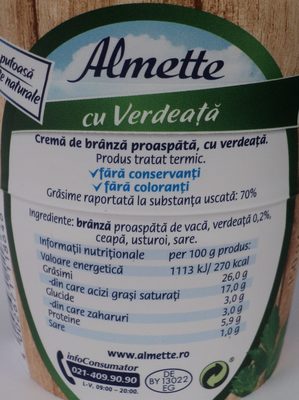 pufoasă
de naturale
Almette
cu Verdeață
Cremă de brânză proaspătă, cu verdeață.
Produs tratat termic.
✓fără conservanți
✓ fără coloranți
Grăsime raportată la substanța uscată: 70%
Ingrediente: brânză proaspată de vacă, verdeață 0,2%,
ceapă, usturoi, sare.
Informații nutriționale per 100 g produs:
Valoare energetică 1113 kJ/ 270 kcal
Grăsimi 26,0 g
-din care acizi grași saturați 17,0 g
Glucide 3,0 g
-din care zaharuri 3,0 g
Proteine 5,9 g
Sare 1,0 g
infoConsumator
021-409.90.90
L-V, 09:00 - 20:00.
www.almette.ro
DE
BY 13022
EG